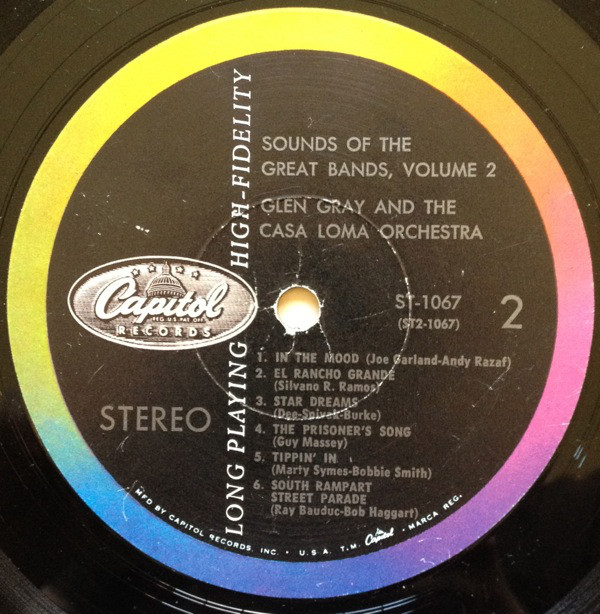 SOUNDS OF THE
GREAT BANDS, VOLUME 2
GLEN GRAY AND THE
CASA LOMA ORCHESTRA
LONG PLAYING HIGH-FIDELITY
Capitol
REG. U.S. PAT. OFF.
RECORDS
ST-1067
(ST2-1067)
2
STEREO
1. IN THE MOOD (Joe Garland-Andy Razaf)
2. EL RANCHO GRANDE
(Silvano R. Ramos)
3. STAR DREAMS
(Dee-Spivak-Burke)
4. THE PRISONER'S SONG
(Guy Massey)
5. TIPPIN' IN
(Marty Symes-Bobbie Smith)
6. SOUTH RAMPART
STREET PARADE
(Ray Bauduc-Bob Haggart)
MFD BY CAPITOL RECORDS, INC. • U.S.A. T.M. Capitol • MARCA REG.